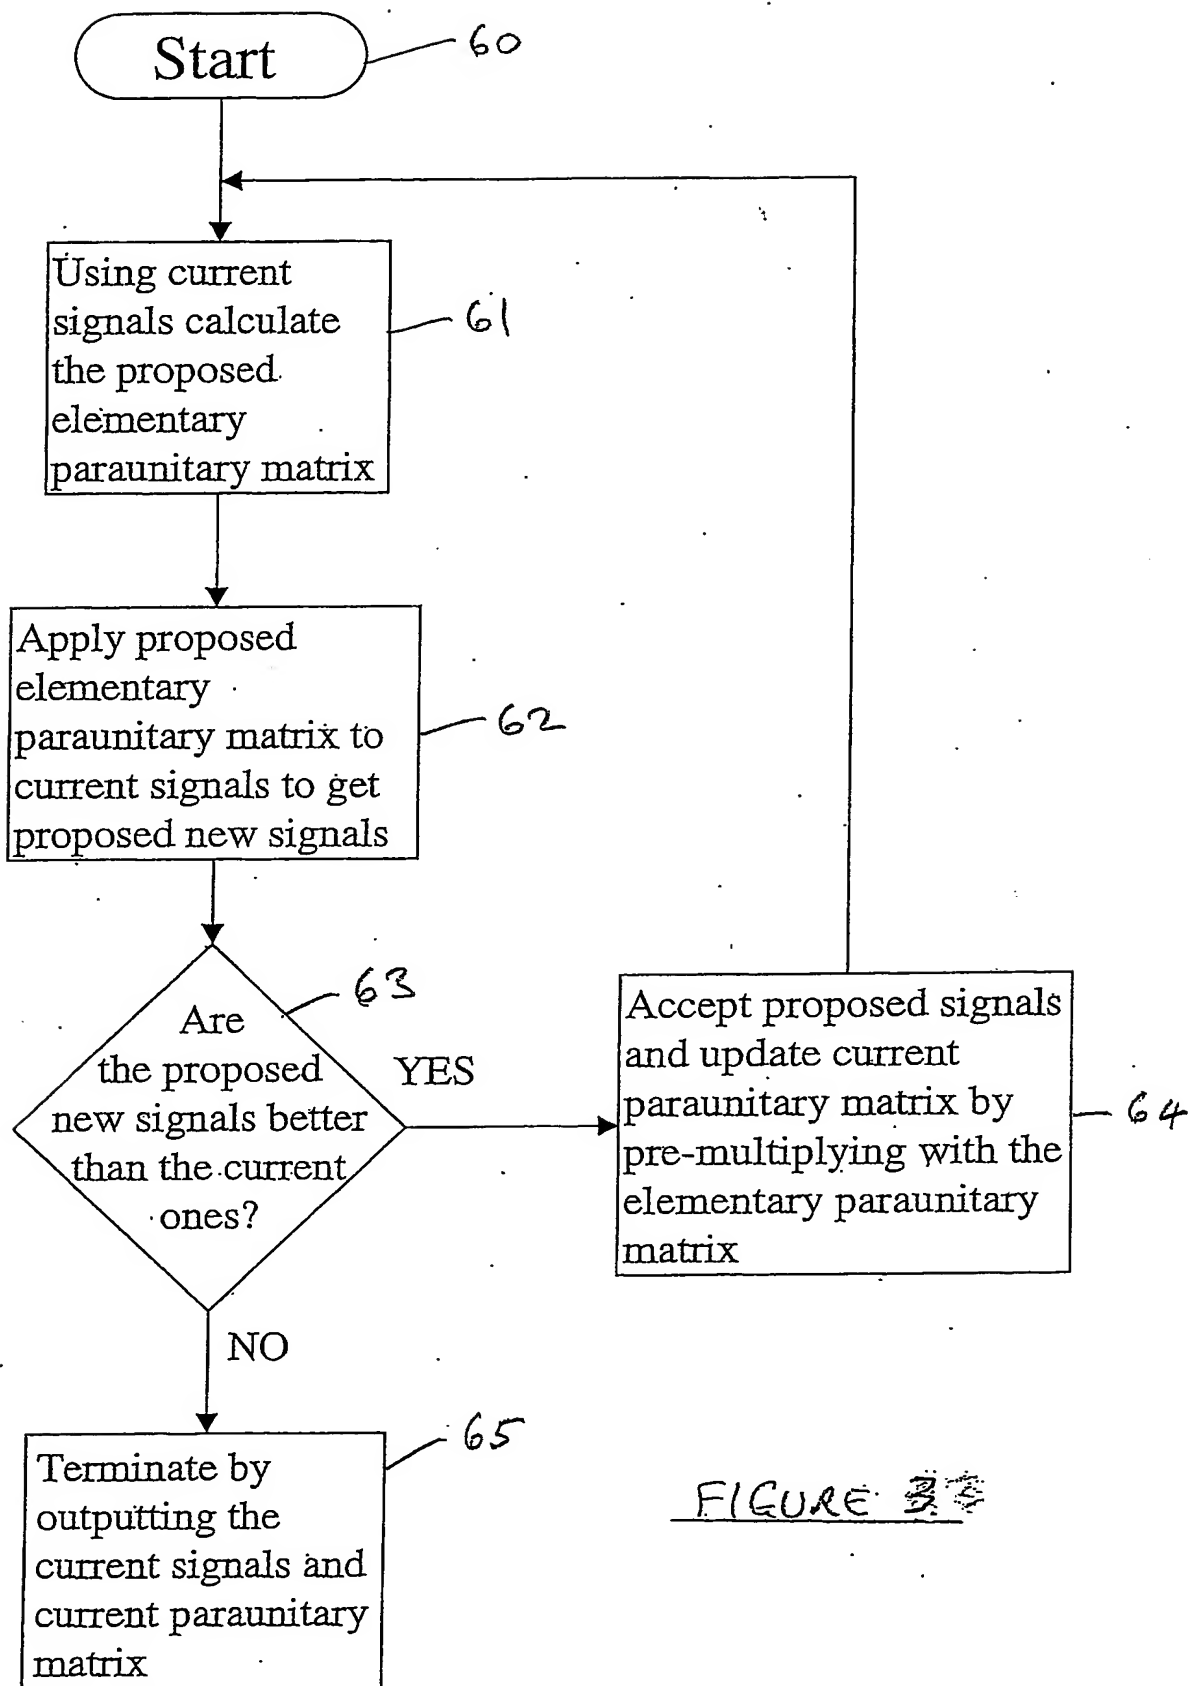 Start
60
Using current
signals calculate
the proposed
elementary
paraunitary matrix
61
Apply proposed
elementary
paraunitary matrix to
current signals to get
proposed new signals
62
Are
the proposed
new signals better
than the current
ones?
63
YES
Accept proposed signals
and update current
paraunitary matrix by
pre-multiplying with the
elementary paraunitary
matrix
64
NO
Terminate by
outputting the
current signals and
current paraunitary
matrix
65
FIGURE